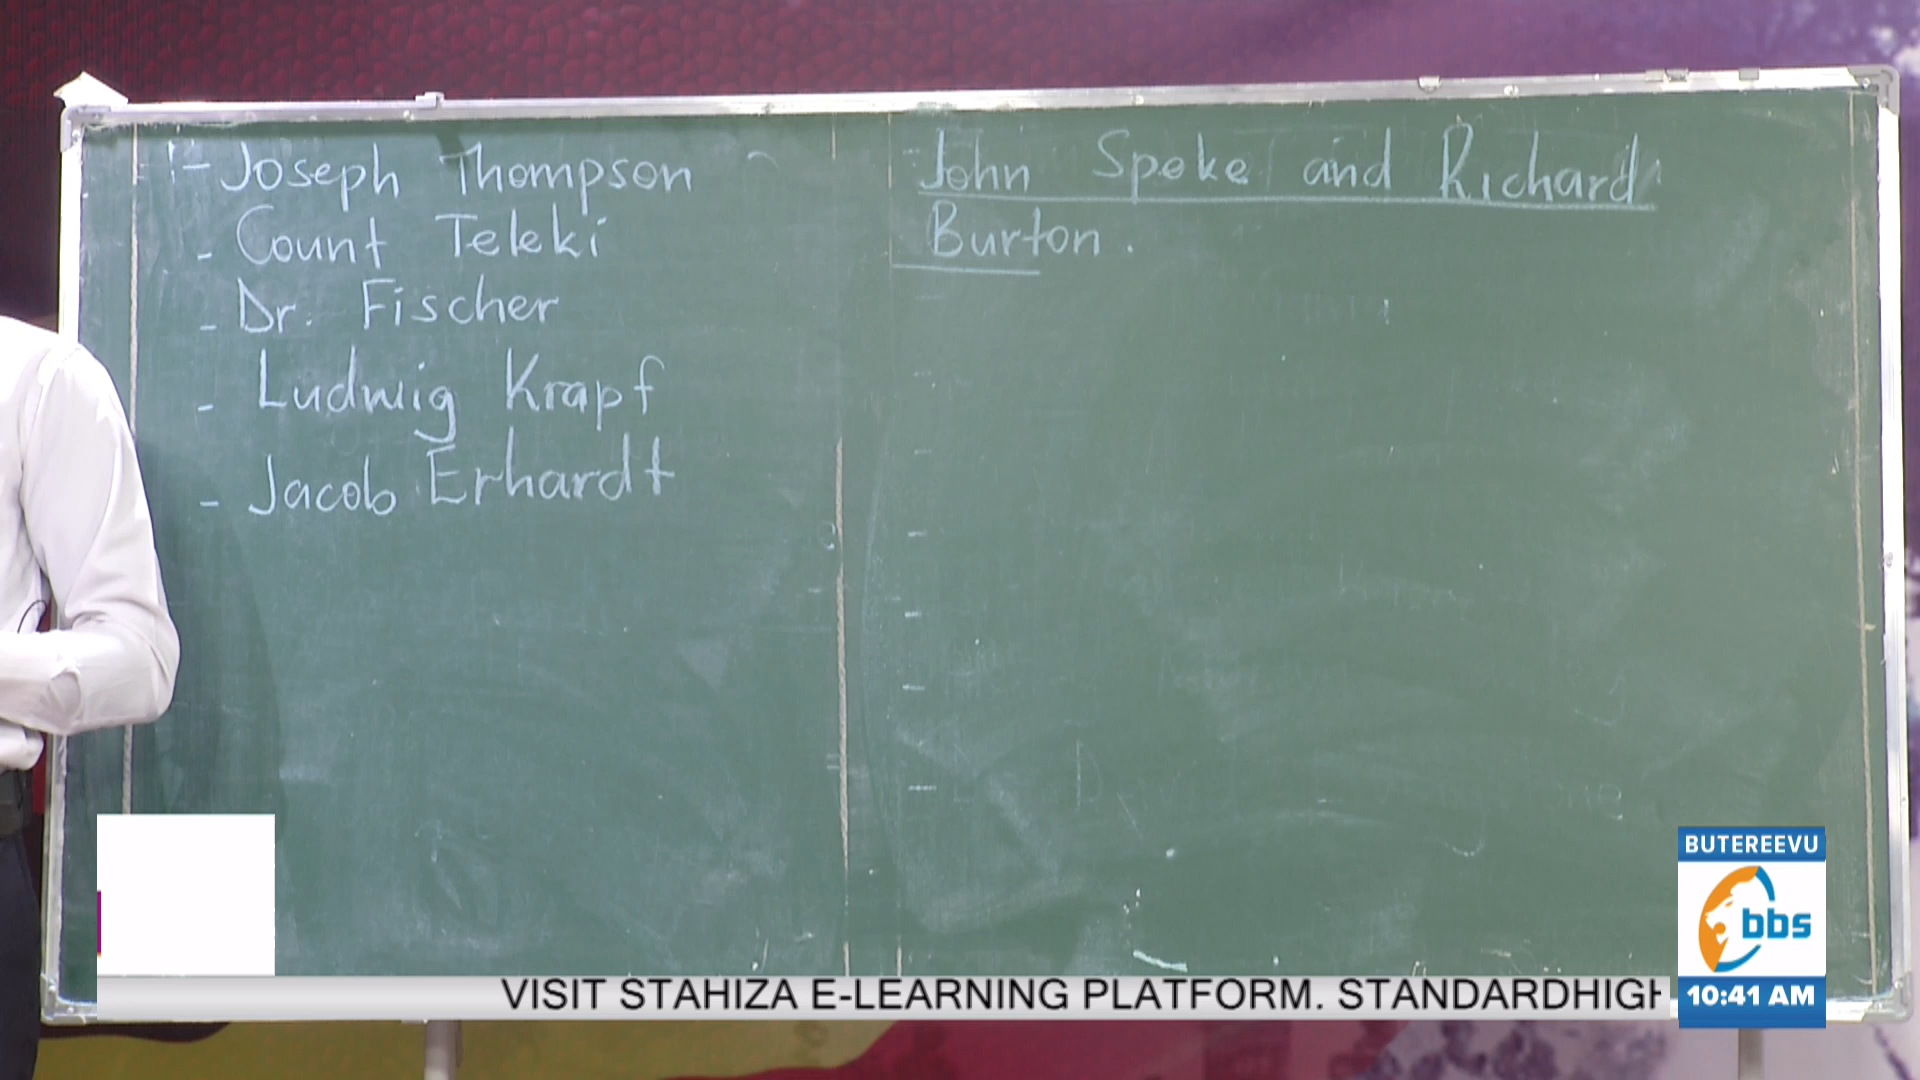 - Joseph Thompson
- Count Teleki
- Dr. Fischer
- Ludwig Krapf
- Jacob Erhardt
John Speke and Richard
Burton.
BUTEREEVU
bbs
10:41 AM
VISIT STAHIZA E-LEARNING PLATFORM. STANDARDHIGH